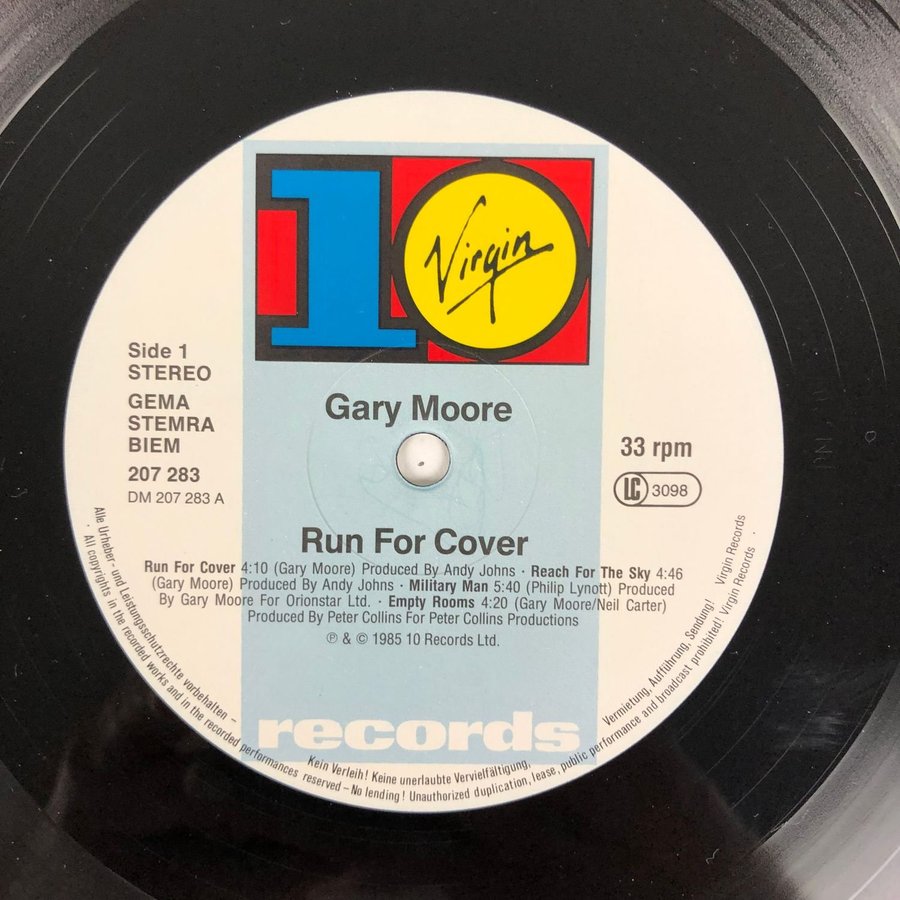 10
Virgin
Side 1
STEREO
GEMA
STEMRA
BIEM
207 283
DM 207 283 A
Gary Moore
33 rpm
LC 3098
Run For Cover
Run For Cover 4:10 (Gary Moore) Produced By Andy Johns · Reach For The Sky 4:46
(Gary Moore) Produced By Andy Johns · Military Man 5:40 (Philip Lynott) Produced
By Gary Moore For Orionstar Ltd. · Empty Rooms 4:20 (Gary Moore/Neil Carter)
Produced By Peter Collins For Peter Collins Productions
℗ & © 1985 10 Records Ltd.
records
Alle Urheber- und Leistungsschutzrechte vorbehalten – Kein Verleih! Keine unerlaubte Vervielfältigung, Vermietung, Aufführung, Sendung! Virgin Records
· All copyrights in the recorded works and in the recorded performances reserved – No lending! Unauthorized duplication, lease, public performance and broadcast prohibited! Virgin Records ·